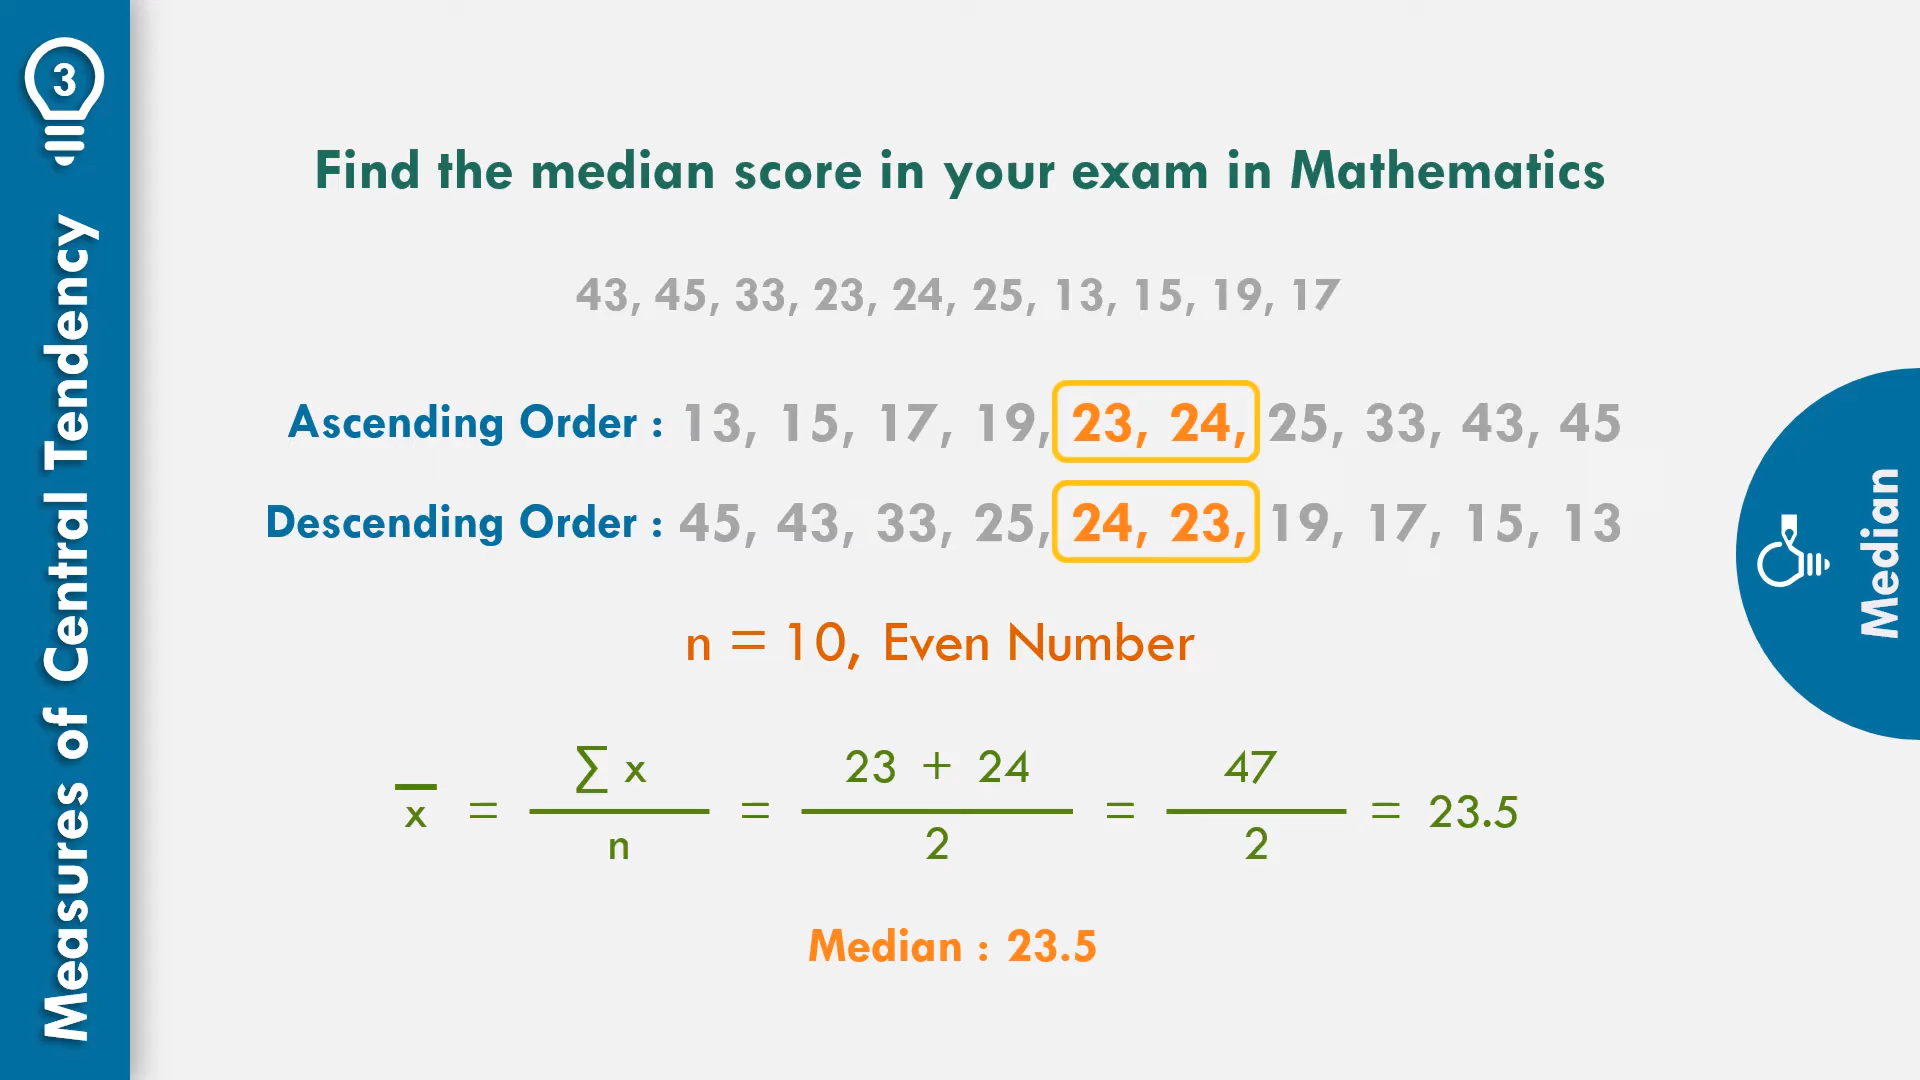 3
Measures of Central Tendency
Find the median score in your exam in Mathematics
43, 45, 33, 23, 24, 25, 13, 15, 19, 17
Ascending Order : 13, 15, 17, 19, 23, 24, 25, 33, 43, 45
Descending Order : 45, 43, 33, 25, 24, 23, 19, 17, 15, 13
n = 10, Even Number
x̅ = ∑ x / n = 23 + 24 / 2 = 47 / 2 = 23.5
Median : 23.5
Median